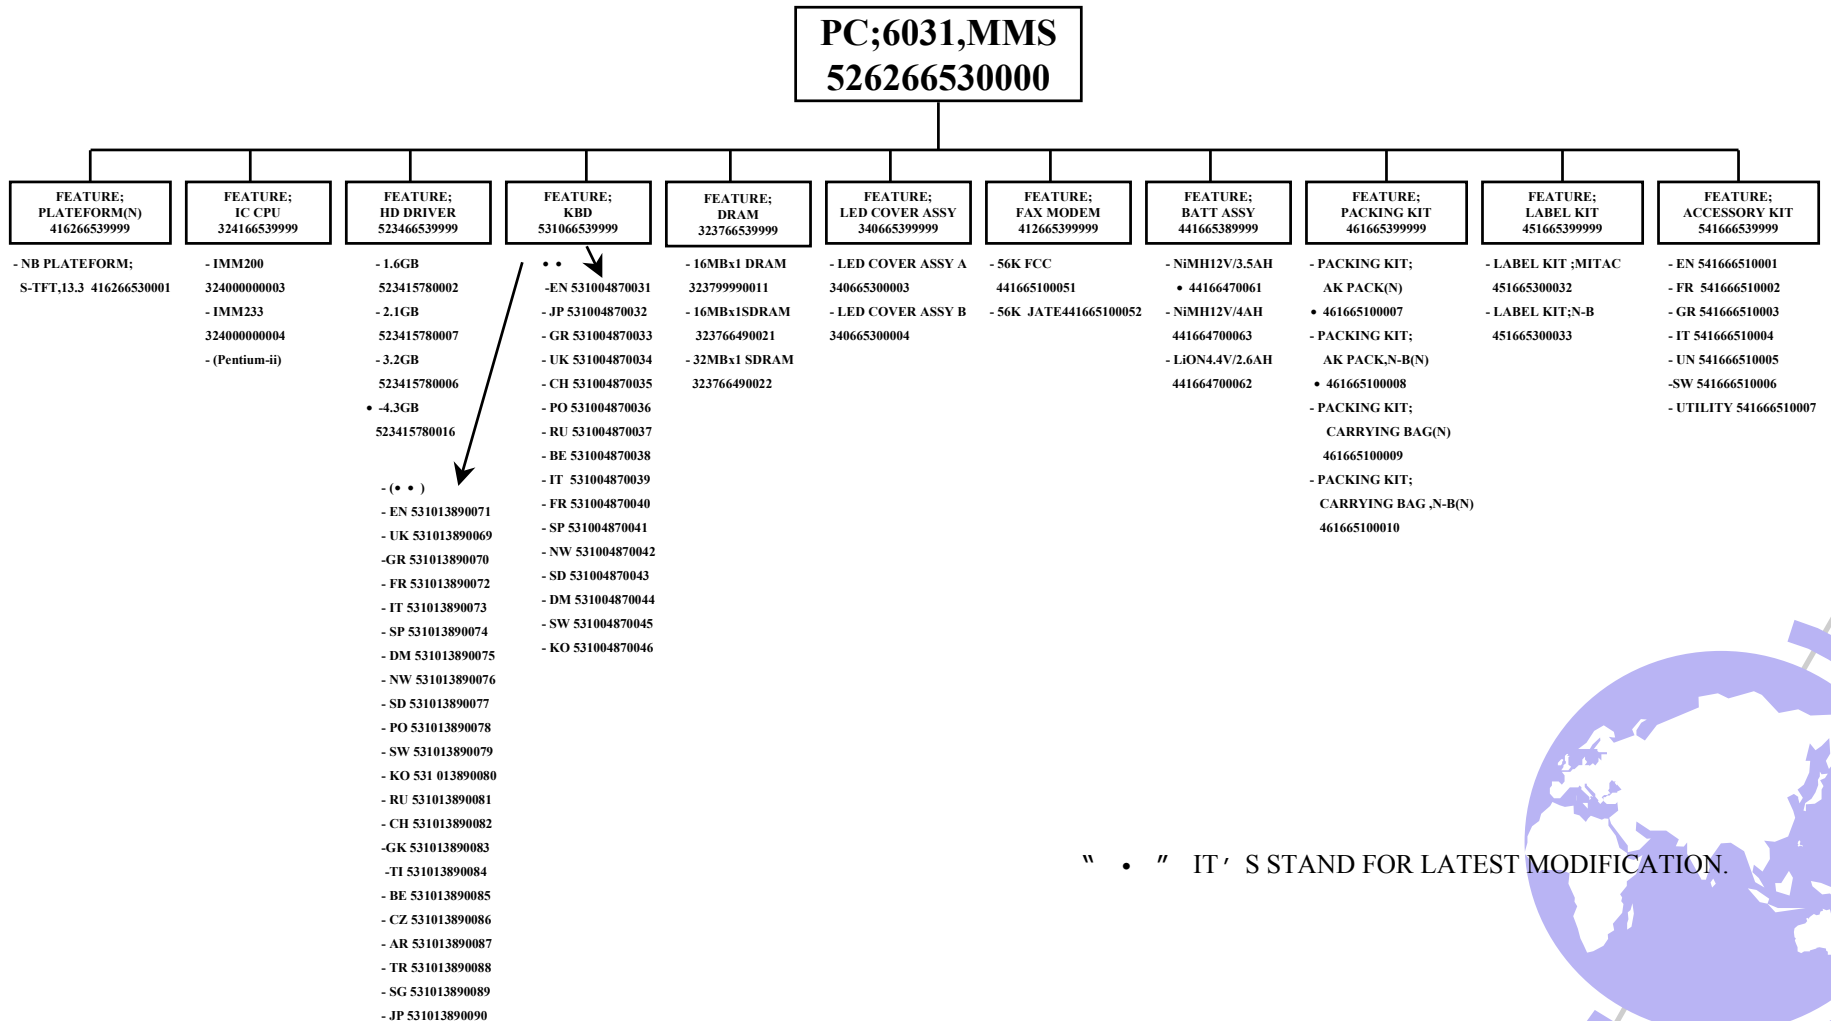 PC;6031,MMS
526266530000
FEATURE;
PLATEFORM(N)
416266539999
- NB PLATEFORM;
S-TFT,13.3 416266530001
FEATURE;
IC CPU
324166539999
- IMM200
324000000003
- IMM233
324000000004
- (Pentium-ii)
FEATURE;
HD DRIVER
523466539999
- 1.6GB
523415780002
- 2.1GB
523415780007
- 3.2GB
523415780006
• -4.3GB
523415780016
- (• • )
- EN 531013890071
- UK 531013890069
-GR 531013890070
- FR 531013890072
- IT 531013890073
- SP 531013890074
- DM 531013890075
- NW 531013890076
- SD 531013890077
- PO 531013890078
- SW 531013890079
- KO 531 013890080
- RU 531013890081
- CH 531013890082
-GK 531013890083
-TI 531013890084
- BE 531013890085
- CZ 531013890086
- AR 531013890087
- TR 531013890088
- SG 531013890089
- JP 531013890090
FEATURE;
KBD
531066539999
• •
-EN 531004870031
- JP 531004870032
- GR 531004870033
- UK 531004870034
- CH 531004870035
- PO 531004870036
- RU 531004870037
- BE 531004870038
- IT 531004870039
- FR 531004870040
- SP 531004870041
- NW 531004870042
- SD 531004870043
- DM 531004870044
- SW 531004870045
- KO 531004870046
FEATURE;
DRAM
323766539999
- 16MBx1 DRAM
323799990011
- 16MBx1SDRAM
323766490021
- 32MBx1 SDRAM
323766490022
FEATURE;
LED COVER ASSY
340665399999
- LED COVER ASSY A
340665300003
- LED COVER ASSY B
340665300004
FEATURE;
FAX MODEM
412665399999
- 56K FCC
441665100051
- 56K JATE441665100052
FEATURE;
BATT ASSY
441665389999
- NiMH12V/3.5AH
• 44166470061
- NiMH12V/4AH
441664700063
- LiON4.4V/2.6AH
441664700062
FEATURE;
PACKING KIT
461665399999
- PACKING KIT;
AK PACK(N)
• 461665100007
- PACKING KIT;
AK PACK,N-B(N)
• 461665100008
- PACKING KIT;
CARRYING BAG(N)
461665100009
- PACKING KIT;
CARRYING BAG ,N-B(N)
461665100010
FEATURE;
LABEL KIT
451665399999
- LABEL KIT ;MITAC
451665300032
- LABEL KIT;N-B
451665300033
FEATURE;
ACCESSORY KIT
541666539999
- EN 541666510001
- FR 541666510002
- GR 541666510003
- IT 541666510004
- UN 541666510005
-SW 541666510006
- UTILITY 541666510007
“ • ” IT’ S STAND FOR LATEST MODIFICATION.